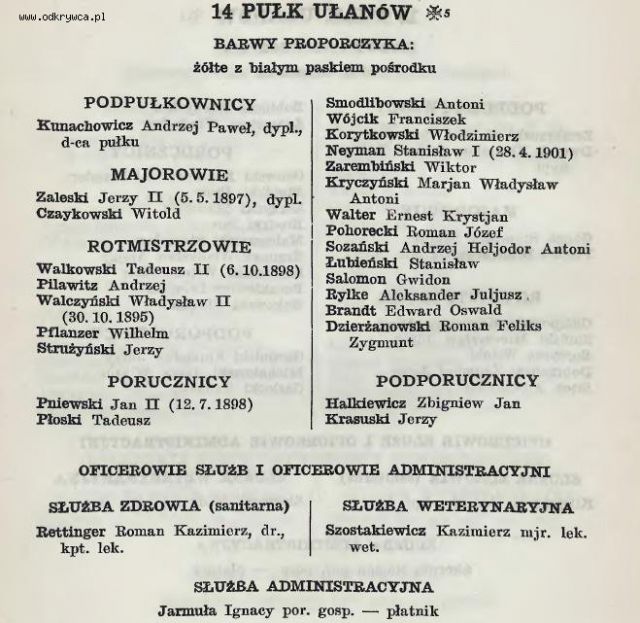 www.odkrywca.pl
14 PUŁK UŁANÓW 5
BARWY PROPORCZYKA:
żółte z białym paskiem pośrodku
PODPUŁKOWNICY
Kunachowicz Andrzej Paweł, dypl.,
d-ca pułku
MAJOROWIE
Zaleski Jerzy II (5. 5. 1897), dypl.
Czaykowski Witold
ROTMISTRZOWIE
Walkowski Tadeusz II (6. 10. 1898)
Pilawitz Andrzej
Walczyński Władysław II
(30. 10. 1895)
Pflanzer Wilhelm
Strużyński Jerzy
PORUCZNICY
Pniewski Jan II (12. 7. 1898)
Płoski Tadeusz
Smodlibowski Antoni
Wójcik Franciszek
Korytkowski Włodzimierz
Neyman Stanisław I (28. 4. 1901)
Zarembiński Wiktor
Kryczyński Marjan Władysław
Antoni
Walter Ernest Krystjan
Pohorecki Roman Józef
Sozański Andrzej Heljodor Antoni
Łubieński Stanisław
Salomon Gwidon
Rylke Aleksander Juljusz
Brandt Edward Oswald
Dzierżanowski Roman Feliks
Zygmunt
PODPORUCZNICY
Halkiewicz Zbigniew Jan
Krasuski Jerzy
OFICEROWIE SŁUŻB I OFICEROWIE ADMINISTRACYJNI
SŁUŻBA ZDROWIA (sanitarna)
Rettinger Roman Kazimierz, dr.,
kpt. lek.
SŁUŻBA WETERYNARYJNA
Szostakiewicz Kazimierz mjr. lek.
wet.
SŁUŻBA ADMINISTRACYJNA
Jarmuła Ignacy por. gosp. — płatnik